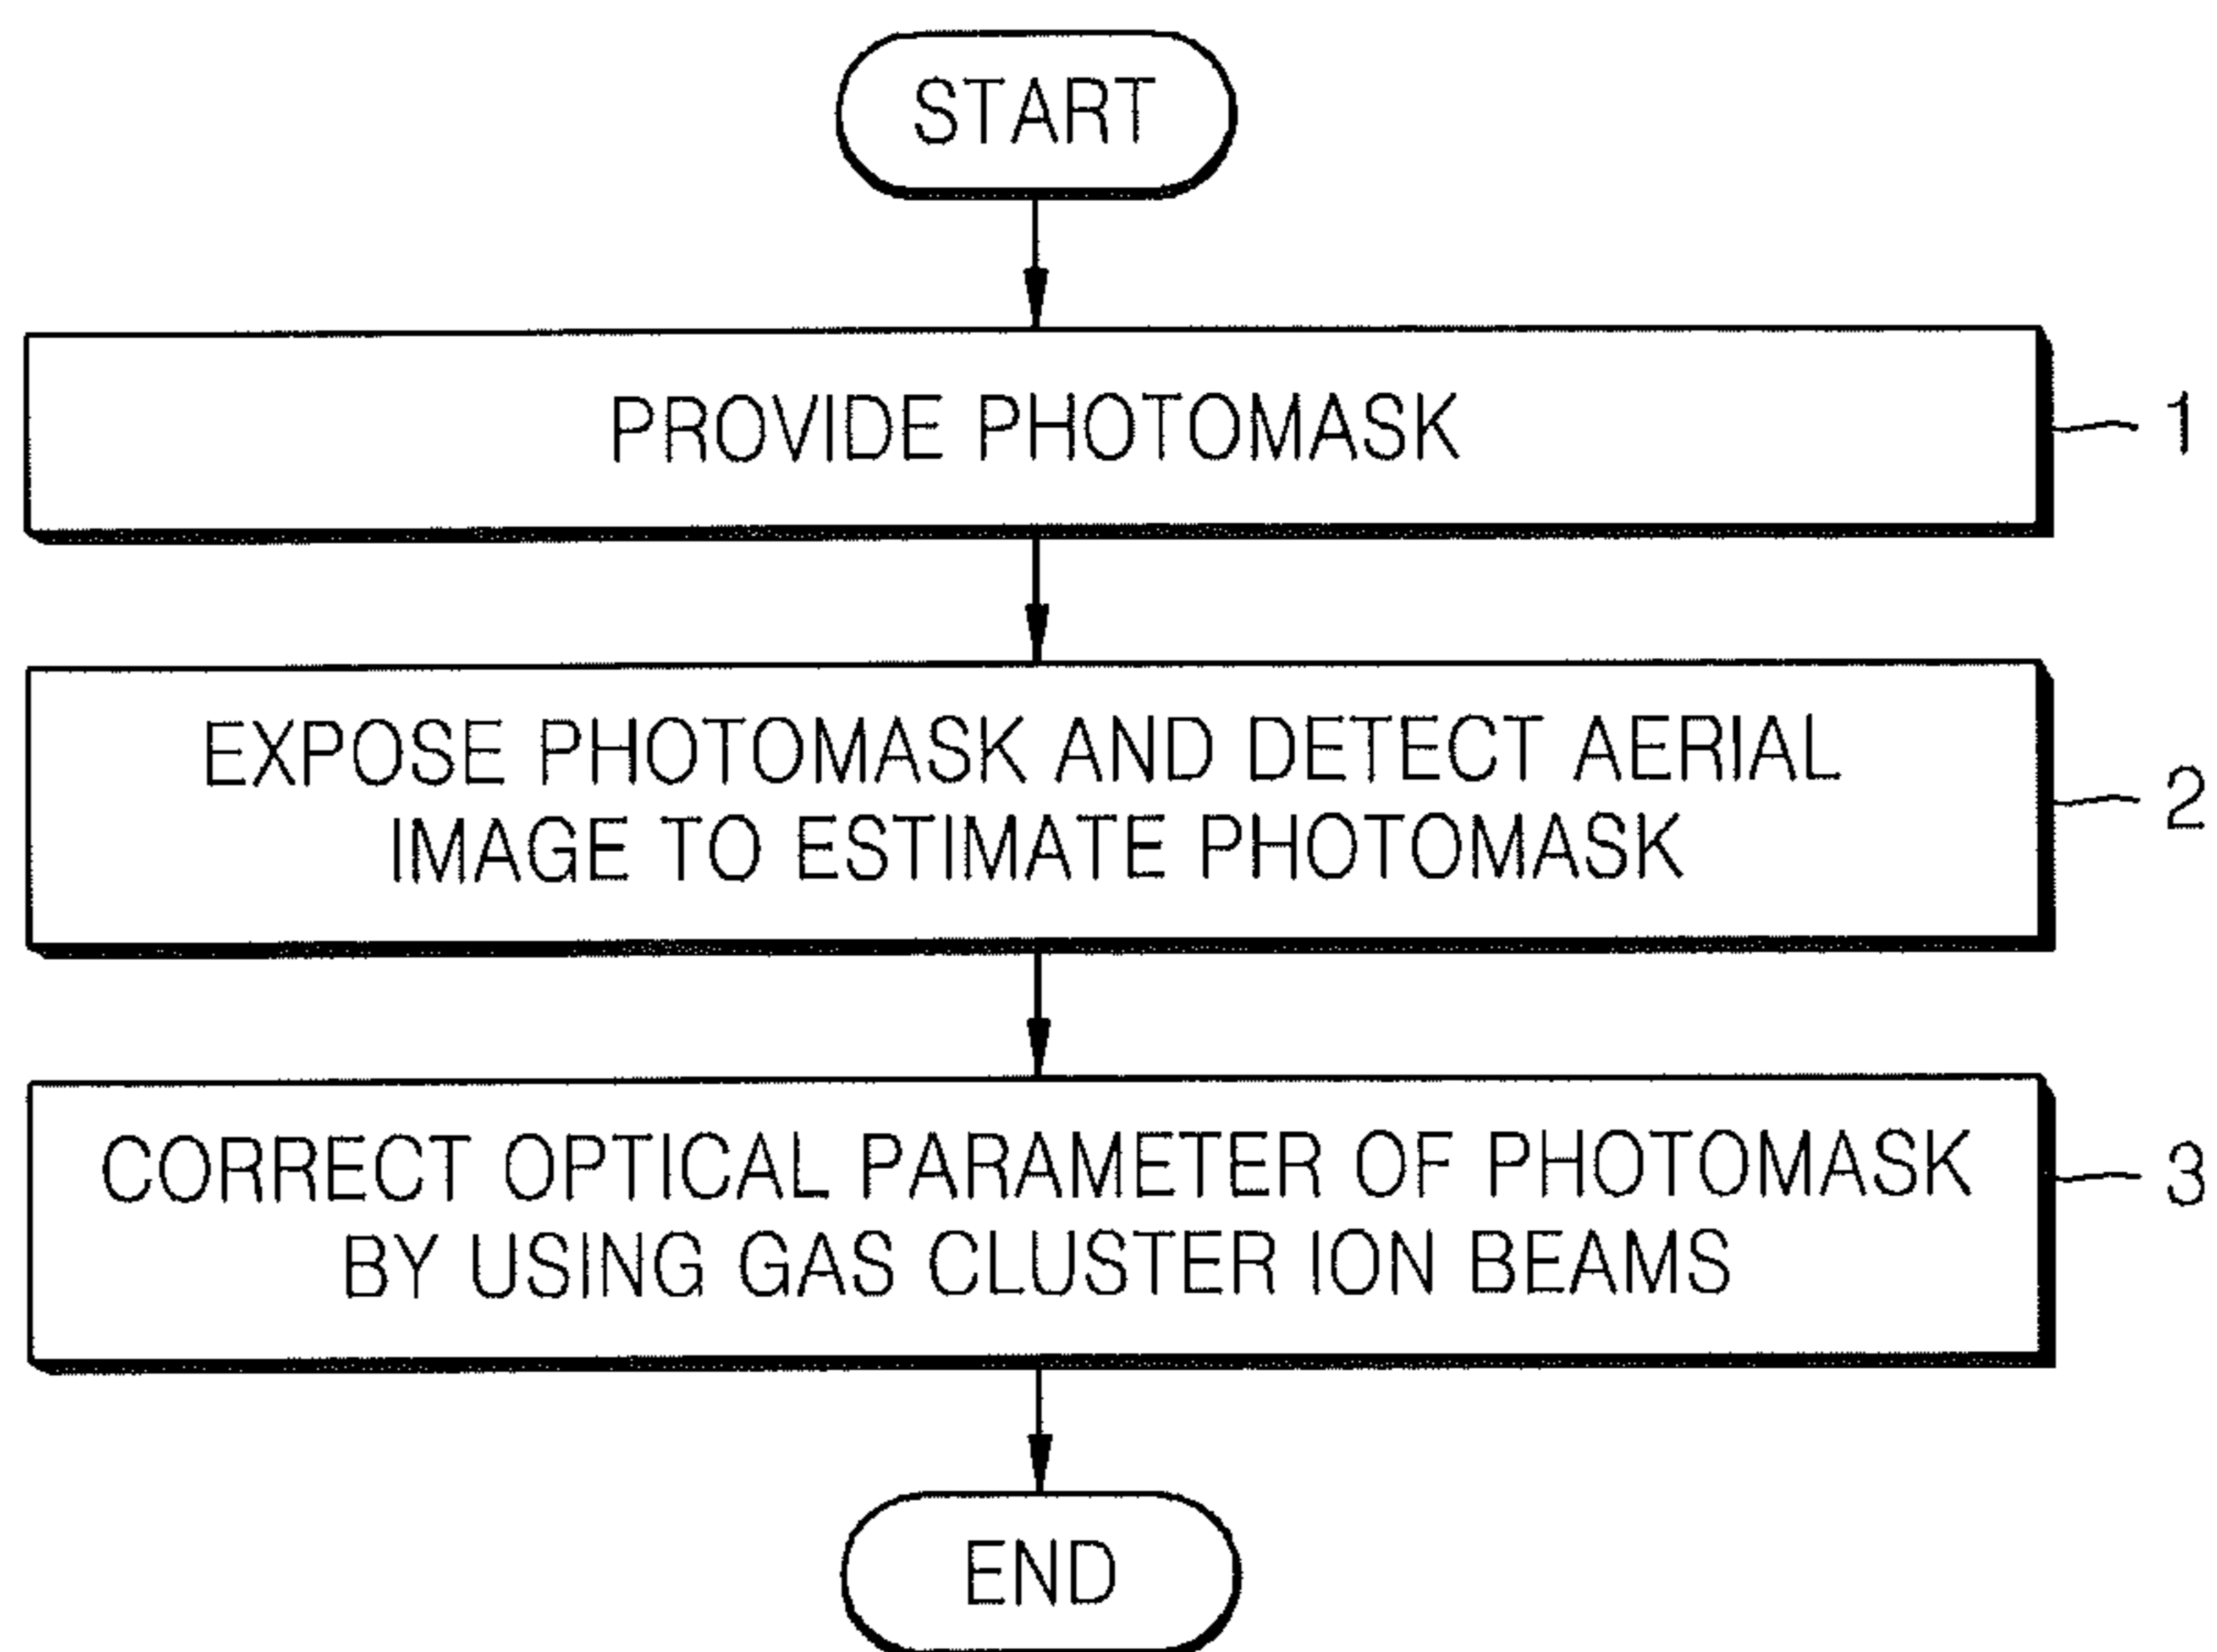 START
PROVIDE PHOTOMASK
1
EXPOSE PHOTOMASK AND DETECT AERIAL
IMAGE TO ESTIMATE PHOTOMASK
2
CORRECT OPTICAL PARAMETER OF PHOTOMASK
BY USING GAS CLUSTER ION BEAMS
3
END